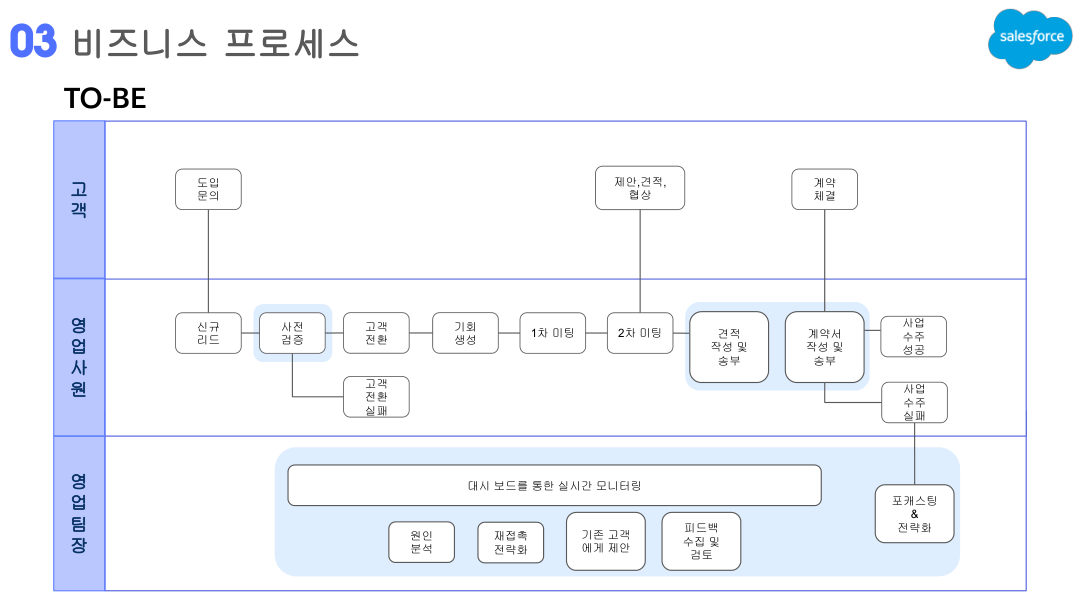 03 비즈니스 프로세스
salesforce
TO-BE
고
객
도입
문의
제안,견적,
협상
계약
체결
영
업
사
원
신규
리드
사전
검증
고객
전환
기회
생성
1차 미팅
2차 미팅
견적
작성 및
송부
계약서
작성 및
송부
사업
수주
성공
고객
전환
실패
사업
수주
실패
영
업
팀
장
대시 보드를 통한 실시간 모니터링
원인
분석
재접촉
전략화
기존 고객
에게 제안
피드백
수집 및
검토
포캐스팅
&
전략화